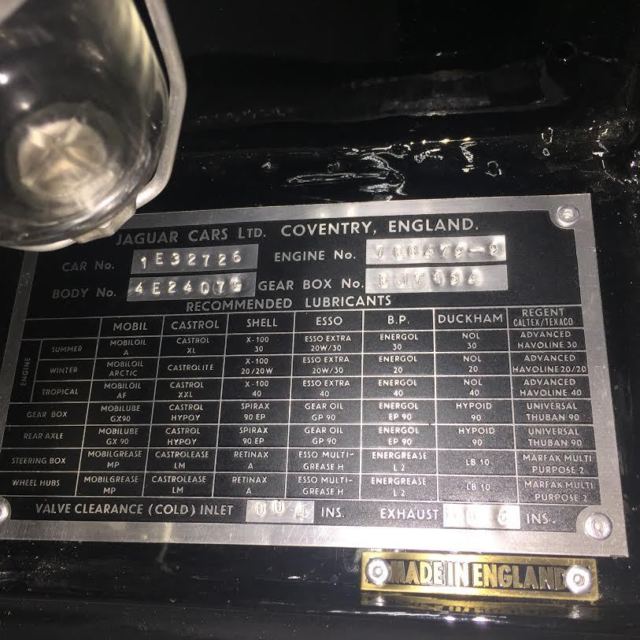 JAGUAR CARS LTD. COVENTRY, ENGLAND.
CAR No. 1E32726 ENGINE No.
BODY No. 4E24075 GEAR BOX No.
RECOMMENDED LUBRICANTS
MOBIL CASTROL SHELL ESSO B.P. DUCKHAM REGENT CALTEX/TEXACO
ENGINE
SUMMER MOBILOIL A CASTROL XL X-100 30 ESSO EXTRA 20W/30 ENERGOL 30 NOL 30 ADVANCED HAVOLINE 30
WINTER MOBILOIL ARCTIC CASTROLITE X-100 20/20W ESSO EXTRA 20W/30 ENERGOL 20 NOL 20 ADVANCED HAVOLINE 20/20
TROPICAL MOBILOIL AF CASTROL XXL X-100 40 ESSO EXTRA 40 ENERGOL 40 NOL 40 ADVANCED HAVOLINE 40
GEAR BOX MOBILUBE GX90 CASTROL HYPOY SPIRAX 90 EP GEAR OIL GP 90 ENERGOL EP 90 HYPOID 90 UNIVERSAL THUBAN 90
REAR AXLE MOBILUBE GX 90 CASTROL HYPOY SPIRAX 90 EP GEAR OIL GP 90 ENERGOL EP 90 HYPOID 90 UNIVERSAL THUBAN 90
STEERING BOX MOBILGREASE MP CASTROLEASE LM RETINAX A ESSO MULTI-GREASE H ENERGREASE L 2 LB 10 MARFAK MULTI PURPOSE 2
WHEEL HUBS MOBILGREASE MP CASTROLEASE LM RETINAX A ESSO MULTI-GREASE H ENERGREASE L 2 LB 10 MARFAK MULTI PURPOSE 2
VALVE CLEARANCE (COLD) INLET .004 INS. EXHAUST INS.
MADE IN ENGLAND